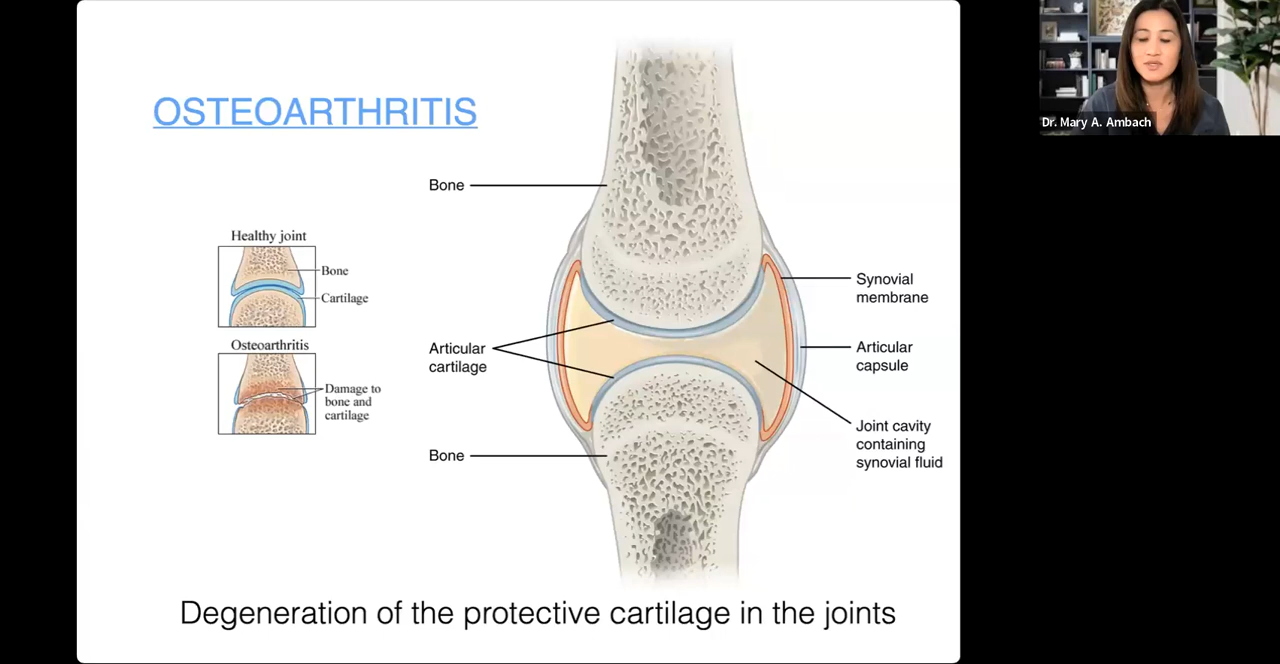 OSTEOARTHRITIS
Healthy joint
Bone
Cartilage
Osteoarthritis
Damage to
bone and
cartilage
Bone
Articular
cartilage
Bone
Synovial
membrane
Articular
capsule
Joint cavity
containing
synovial fluid
Degeneration of the protective cartilage in the joints
Dr. Mary A. Ambach